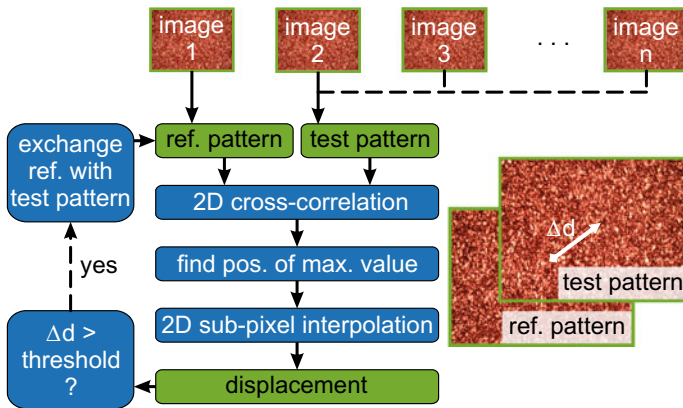 image
1
image
2
image
3
. . .
image
n
exchange
ref. with
test pattern
ref. pattern
test pattern
2D cross-correlation
find pos. of max. value
2D sub-pixel interpolation
displacement
yes
Δd >
threshold
?
Δd
test pattern
ref. pattern